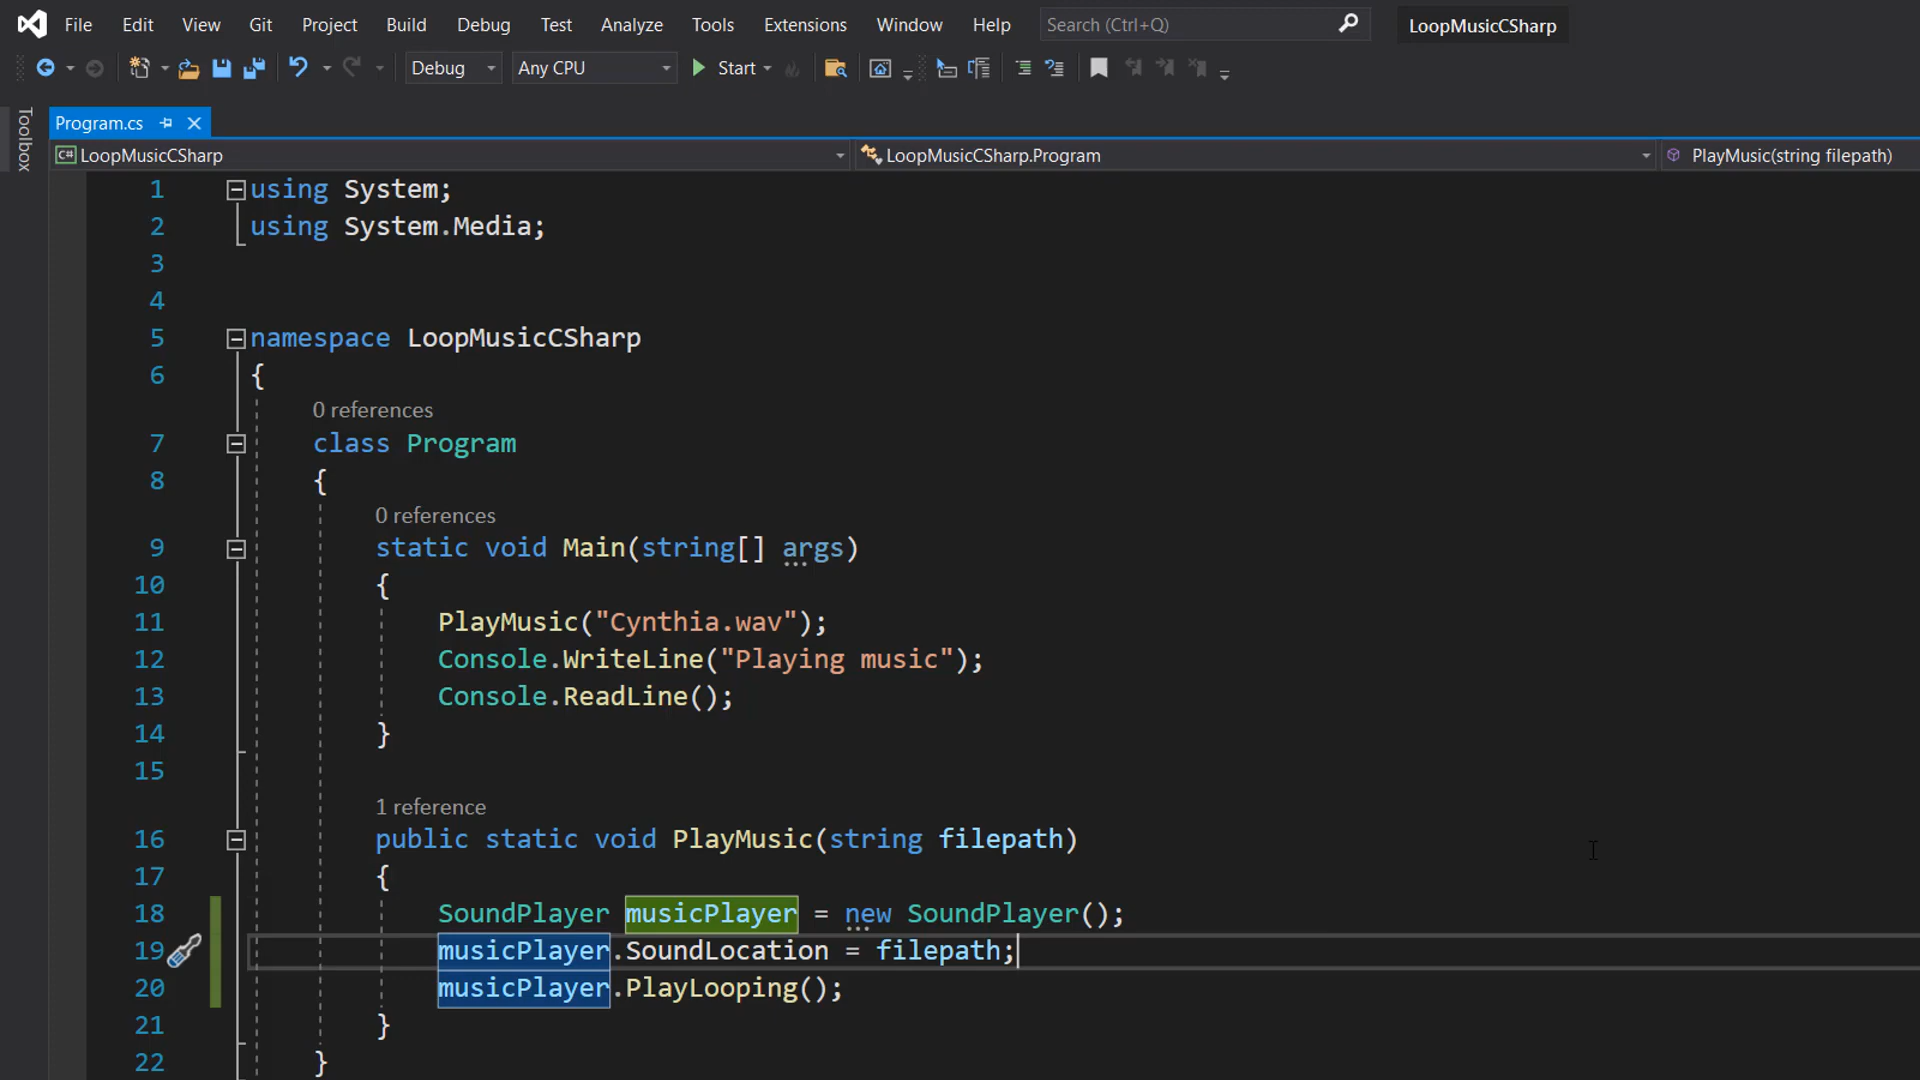 File Edit View Git Project Build Debug Test Tools Analyze Extensions Window Help Search (Ctrl+Q) LoopMusicCSharp
Debug Any CPU Start
Toolbox
Program.cs
C# LoopMusicCSharp LoopMusicCSharp.Program PlayMusic(string filepath)
1 using System;
2 using System.Media;
3
4
5 namespace LoopMusicCSharp
6 {
0 references
7 class Program
8 {
0 references
9 static void Main(string[] args)
10 {
11 PlayMusic("Cynthia.wav");
12 Console.WriteLine("Playing music");
13 Console.ReadLine();
14 }
15
1 reference
16 public static void PlayMusic(string filepath)
17 {
18 SoundPlayer musicPlayer = new SoundPlayer();
19 musicPlayer.SoundLocation = filepath;
20 musicPlayer.PlayLooping();
21 }
22 }